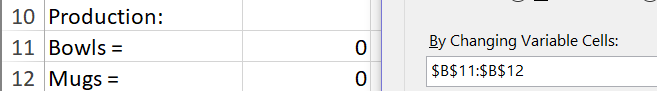 10 Production:
11 Bowls = 0
12 Mugs = 0
By Changing Variable Cells:
$B$11:$B$12